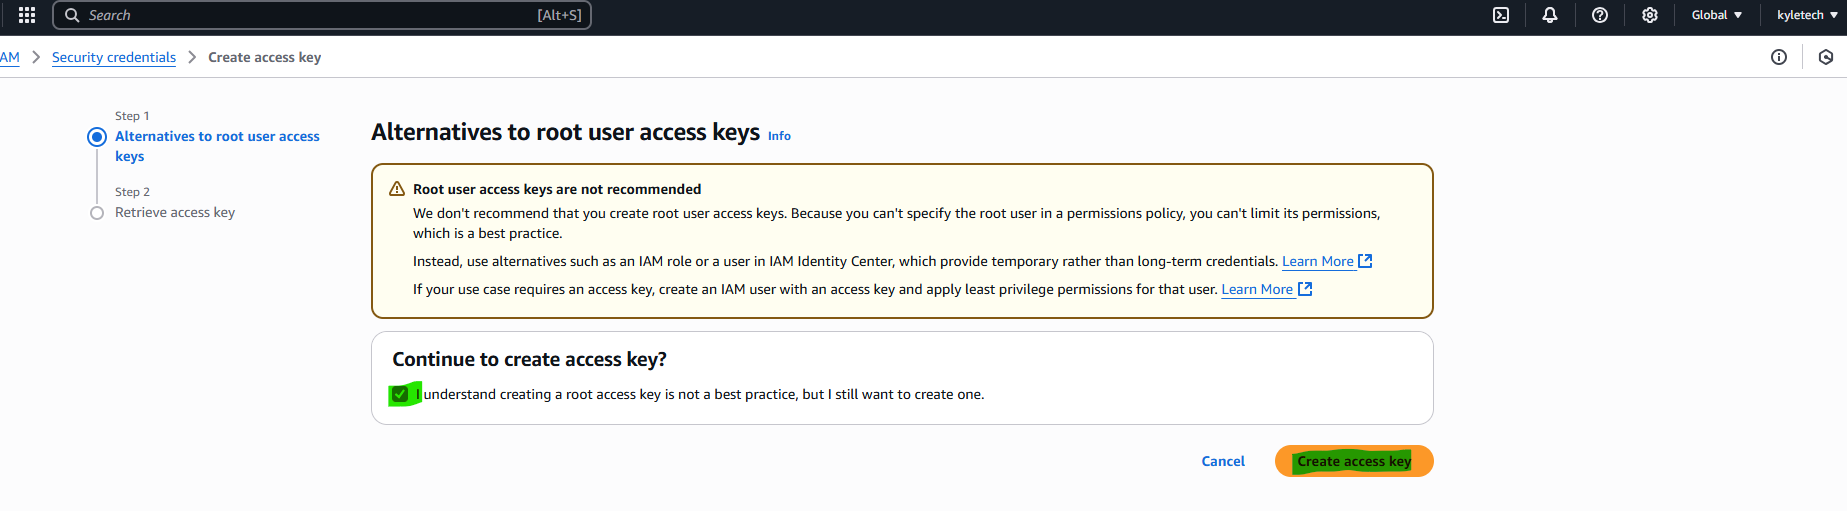 Search
[Alt+S]
Global
kyletech
AM > Security credentials > Create access key
Step 1
Alternatives to root user access
keys
Step 2
Retrieve access key
Alternatives to root user access keys Info
Root user access keys are not recommended
We don't recommend that you create root user access keys. Because you can't specify the root user in a permissions policy, you can't limit its permissions,
which is a best practice.
Instead, use alternatives such as an IAM role or a user in IAM Identity Center, which provide temporary rather than long-term credentials. Learn More
If your use case requires an access key, create an IAM user with an access key and apply least privilege permissions for that user. Learn More
Continue to create access key?
I understand creating a root access key is not a best practice, but I still want to create one.
Cancel
Create access key